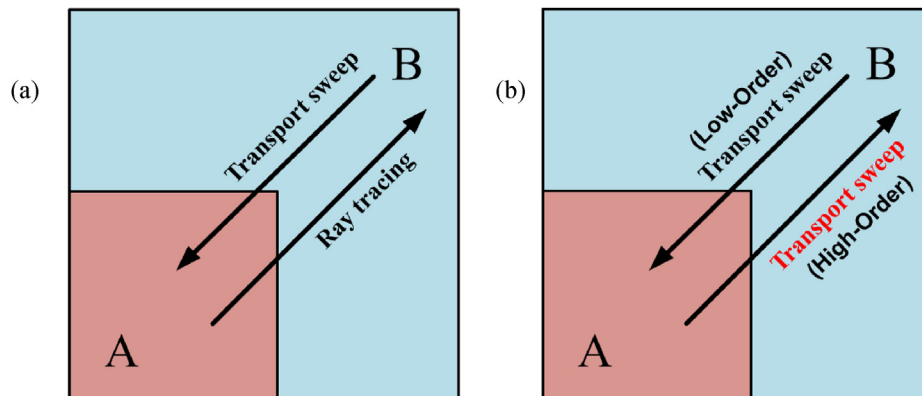 (a)
B
Transport sweep
Ray tracing
A
(b)
B
(Low-Order)
Transport sweep
Transport sweep
(High-Order)
A